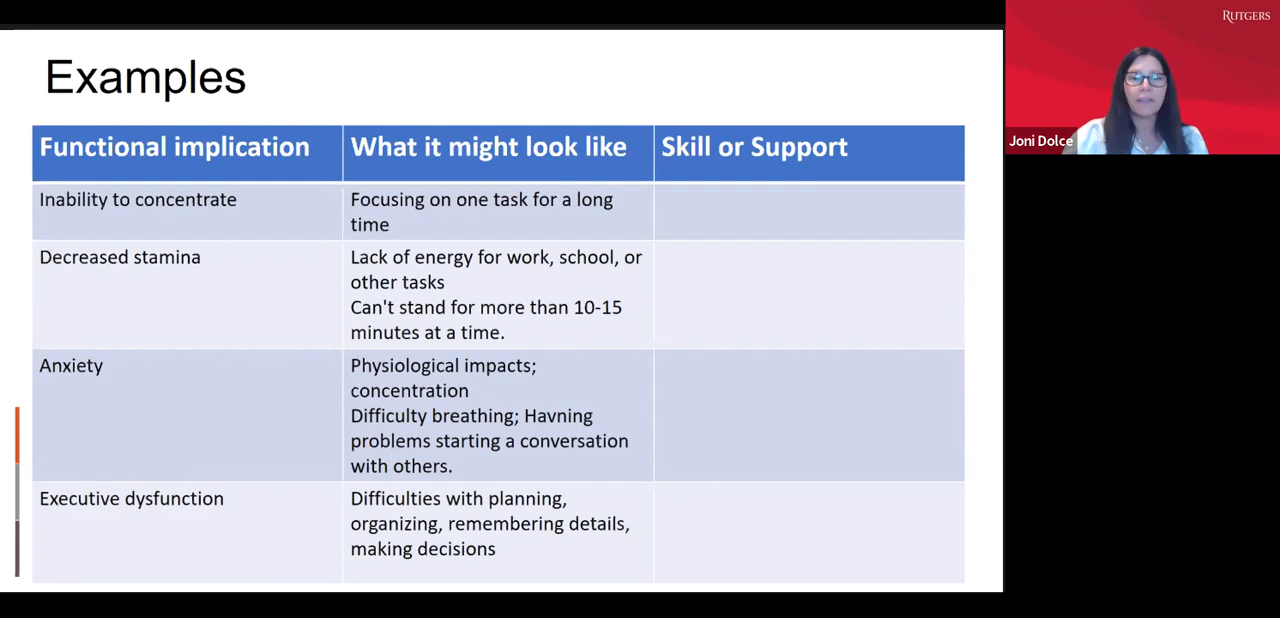 Examples
Functional implication
What it might look like
Skill or Support
Inability to concentrate
Focusing on one task for a long
time
Decreased stamina
Lack of energy for work, school, or
other tasks
Can't stand for more than 10-15
minutes at a time.
Anxiety
Physiological impacts;
concentration
Difficulty breathing; Havning
problems starting a conversation
with others.
Executive dysfunction
Difficulties with planning,
organizing, remembering details,
making decisions
RUTGERS
Joni Dolce